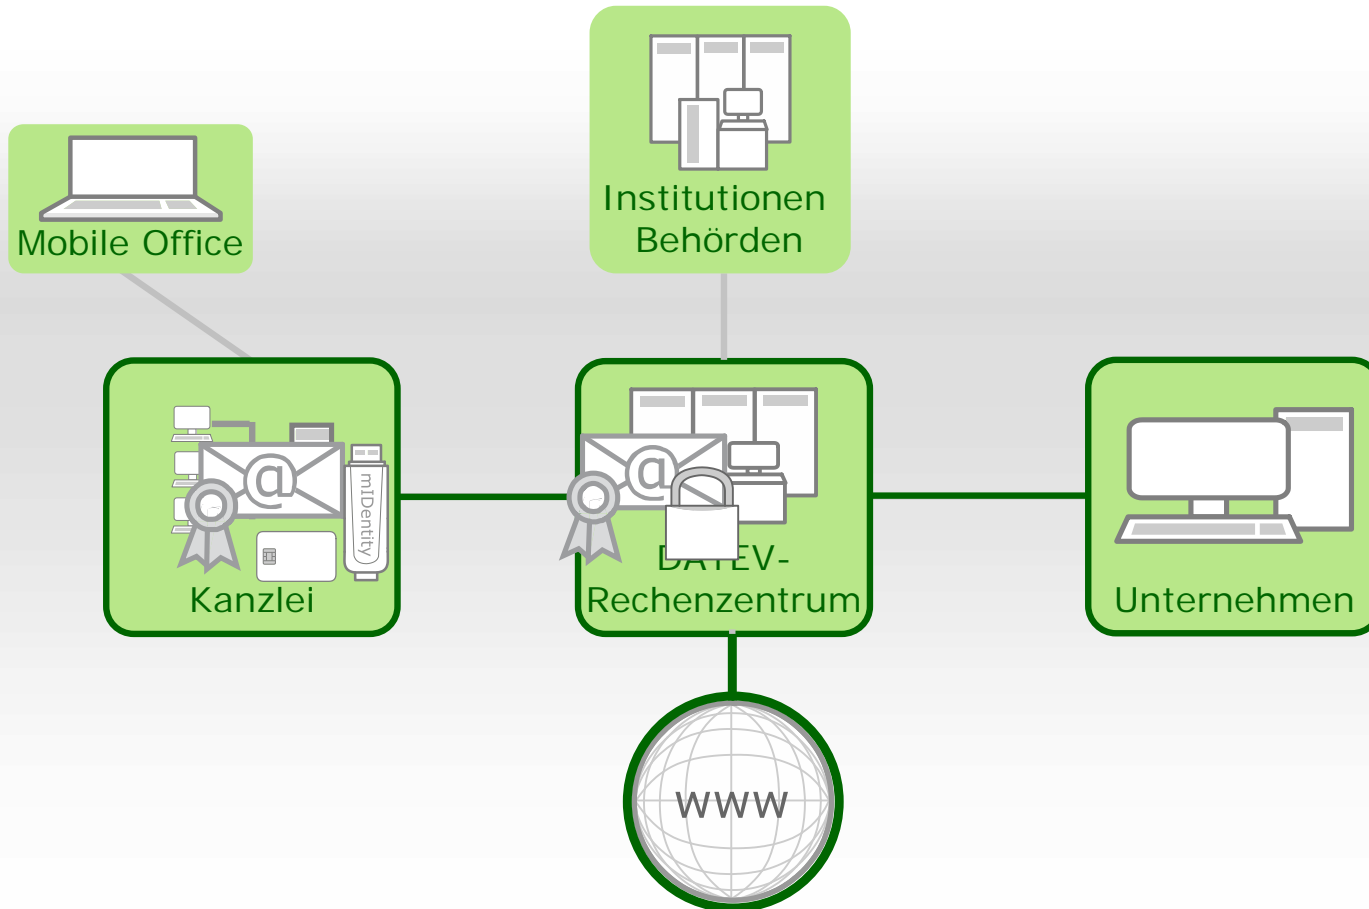 Institutionen
Behörden
Mobile Office
@
mIDentity
Kanzlei
@
DATEV-
Rechenzentrum
Unternehmen
www